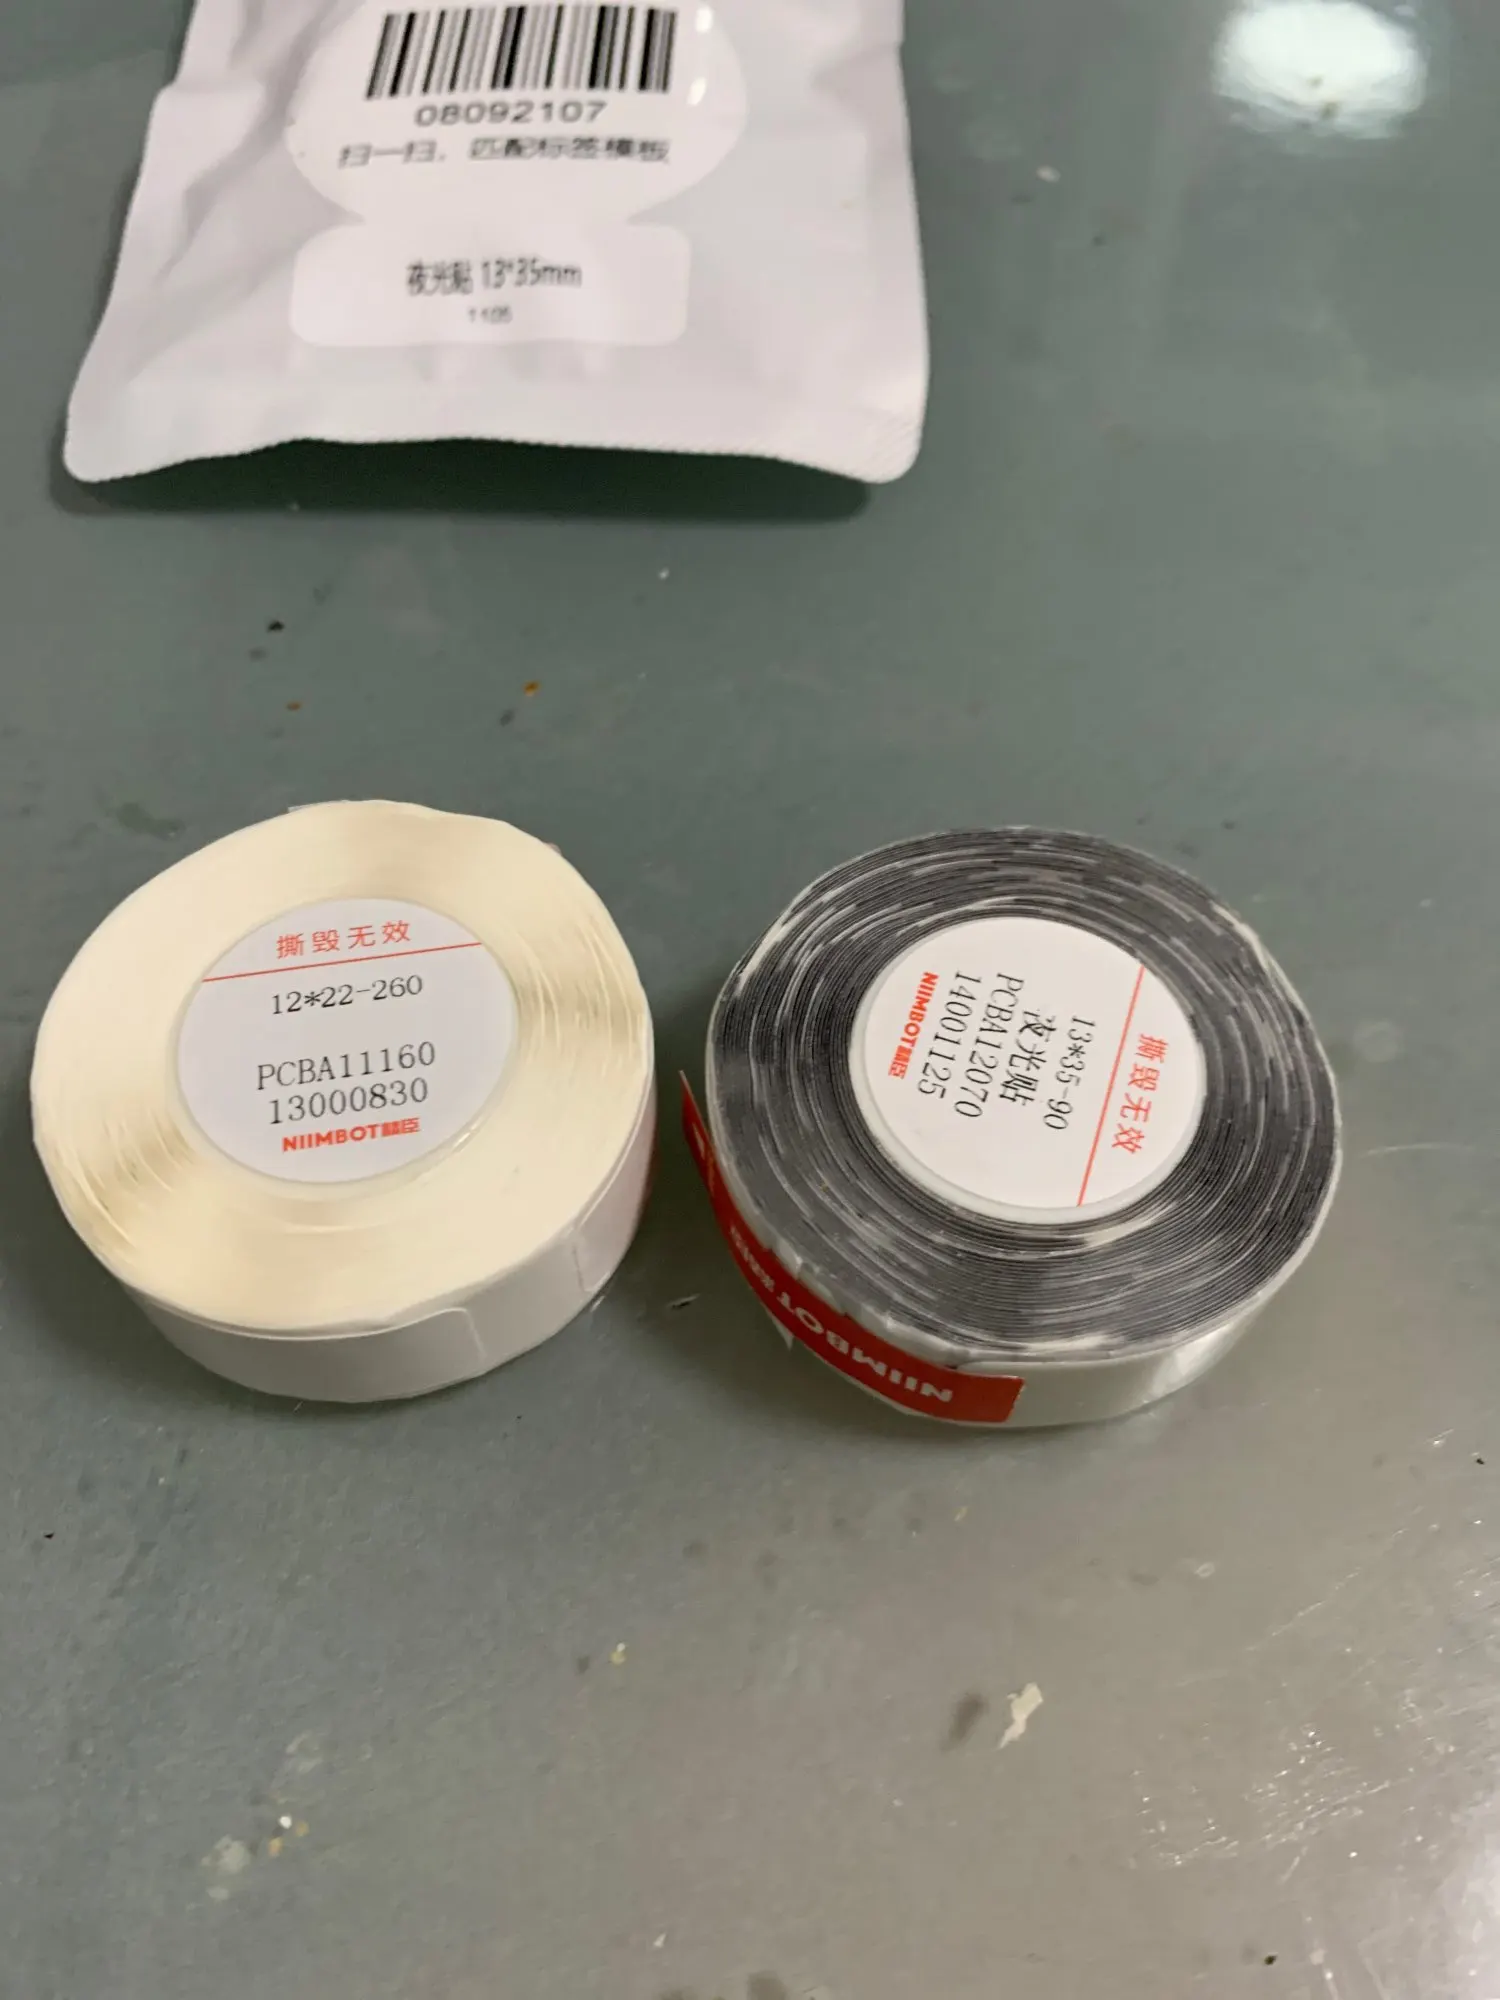 08092107
扫一扫，匹配标签模板
夜光贴 13*35mm
1105
撕毁无效
12*22-260
PCBA11160
13000830
NIIMBOT精臣
撕毁无效
13*35-90
夜光贴
PCBA12070
14001125
NIIMBOT精臣
NIIMBOT